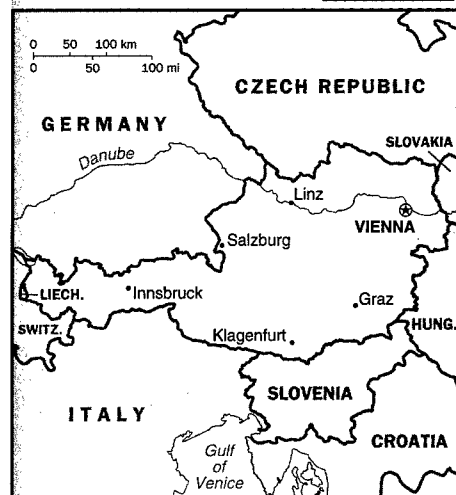 0 50 100 km
0 50 100 mi
CZECH REPUBLIC
GERMANY
SLOVAKIA
Danube
Linz
VIENNA
Salzburg
LIECH.
Innsbruck
Graz
SWITZ.
HUNG.
Klagenfurt
SLOVENIA
ITALY
CROATIA
Gulf
of
Venice